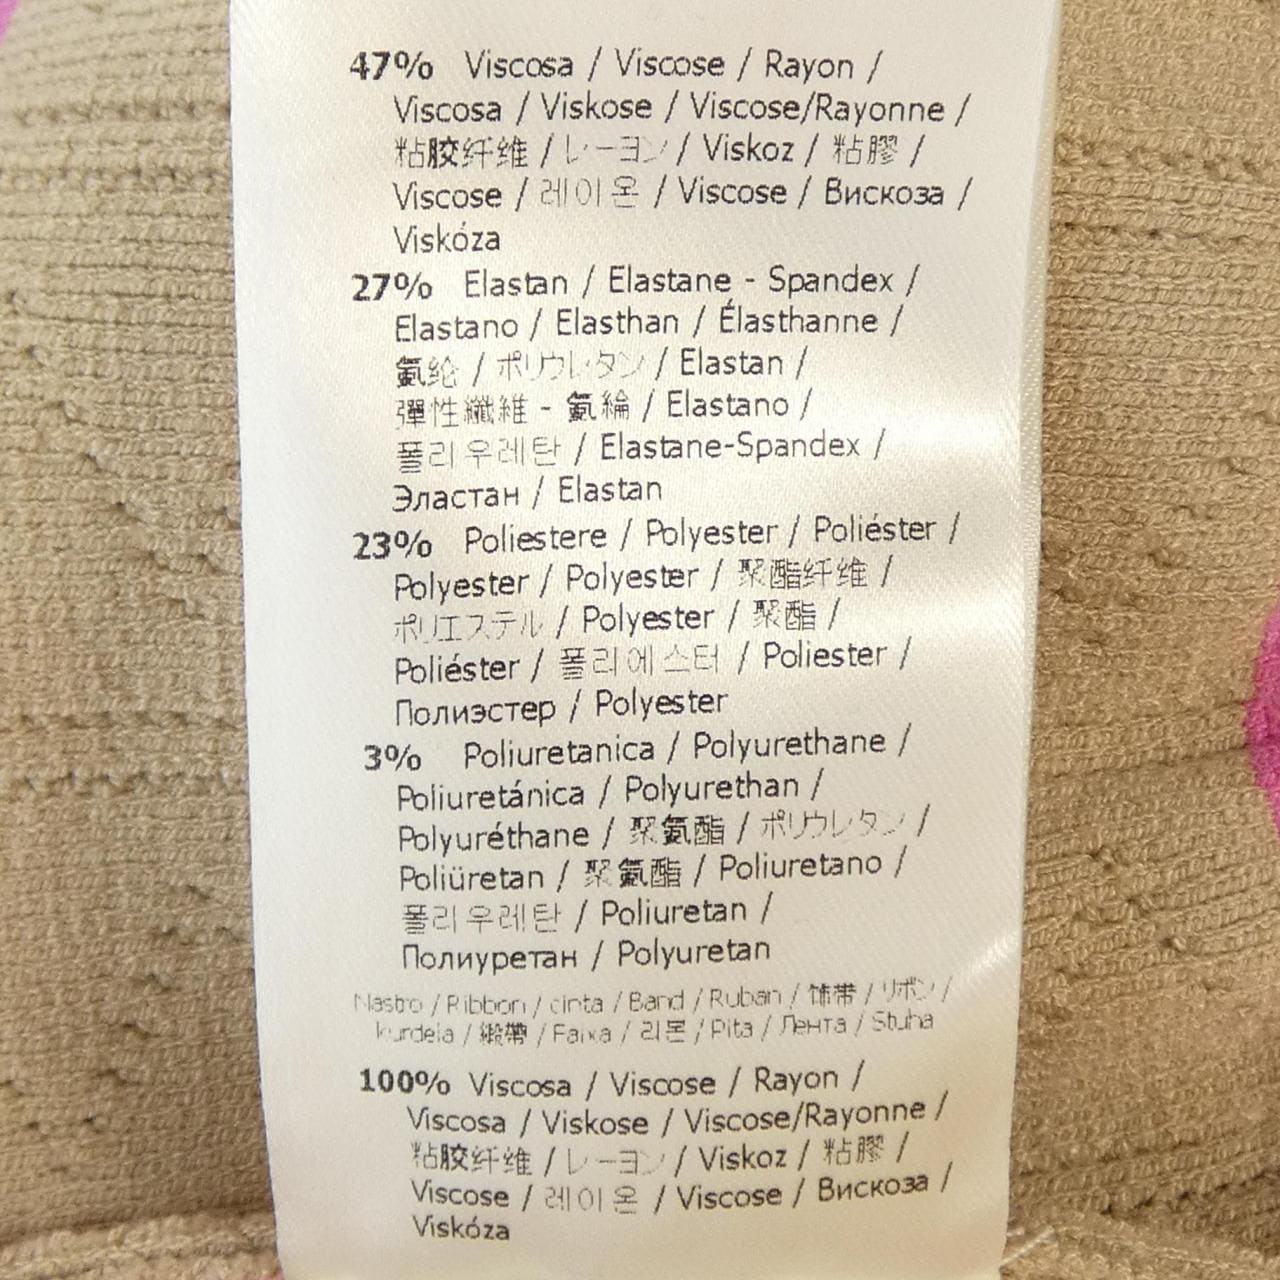 47% Viscosa / Viscose / Rayon /
Viscosa / Viskose / Viscose/Rayonne /
粘胶纤维 / レーヨン / Viskoz / 粘膠 /
Viscose / 레이온 / Viscose / Вискоза /
Viskóza
27% Elastan / Elastane - Spandex /
Elastano / Elasthan / Élasthanne /
氨纶 / ポリウレタン / Elastan /
彈性纖維 - 氨綸 / Elastano /
폴리우레탄 / Elastane-Spandex /
Эластан / Elastan
23% Poliestere / Polyester / Poliéster /
Polyester / Polyester / 聚酯纤维 /
ポリエステル / Polyester / 聚酯 /
Poliéster / 폴리에스터 / Poliester /
Полиэстер / Polyester
3% Poliuretanica / Polyurethane /
Poliuretánica / Polyurethan /
Polyuréthane / 聚氨酯 / ポリウレタン /
Poliüretan / 聚氨酯 / Poliuretano /
폴리우레탄 / Poliuretan /
Полиуретан / Polyuretan
Nastro / Ribbon / cinta / Band / Ruban / 饰带 / リボン /
kurdela / 緞帶 / Faixa / 리본 / Pita / Лента / Stuha
100% Viscosa / Viscose / Rayon /
Viscosa / Viskose / Viscose/Rayonne /
粘胶纤维 / レーヨン / Viskoz / 粘膠 /
Viscose / 레이온 / Viscose / Вискоза /
Viskóza